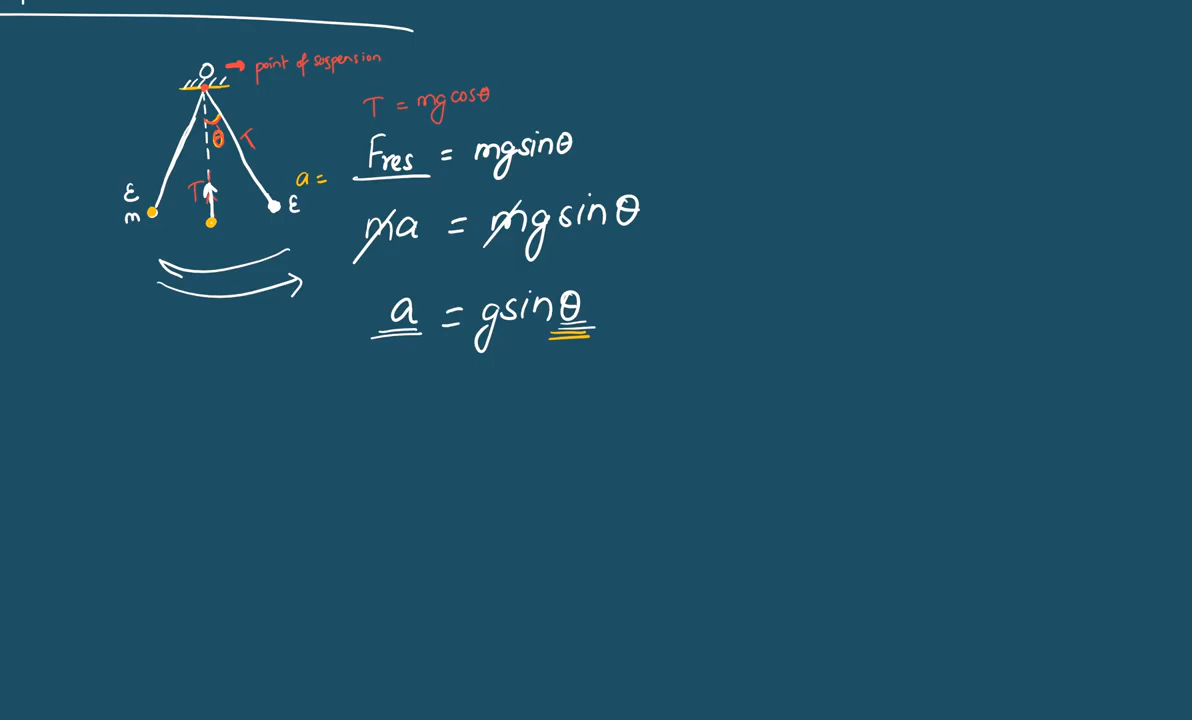 O → point of suspension
T = mg cosθ
θ
T
Fres = mgsinθ
T
a =
ε
m
ε
ma = mgsinθ
a = gsinθ